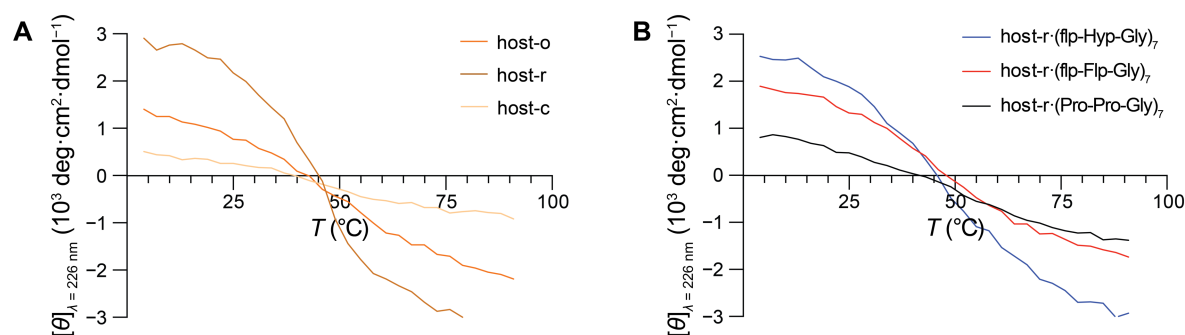 A
[θ]λ = 226 nm (10³ deg·cm²·dmol⁻¹)
3
2
1
0
−1
−2
−3
25
50
75
100
T (°C)
host-o
host-r
host-c
B
[θ]λ = 226 nm (10³ deg·cm²·dmol⁻¹)
3
2
1
0
−1
−2
−3
25
50
75
100
T (°C)
host-r·(flp-Hyp-Gly)₇
host-r·(flp-Flp-Gly)₇
host-r·(Pro-Pro-Gly)₇